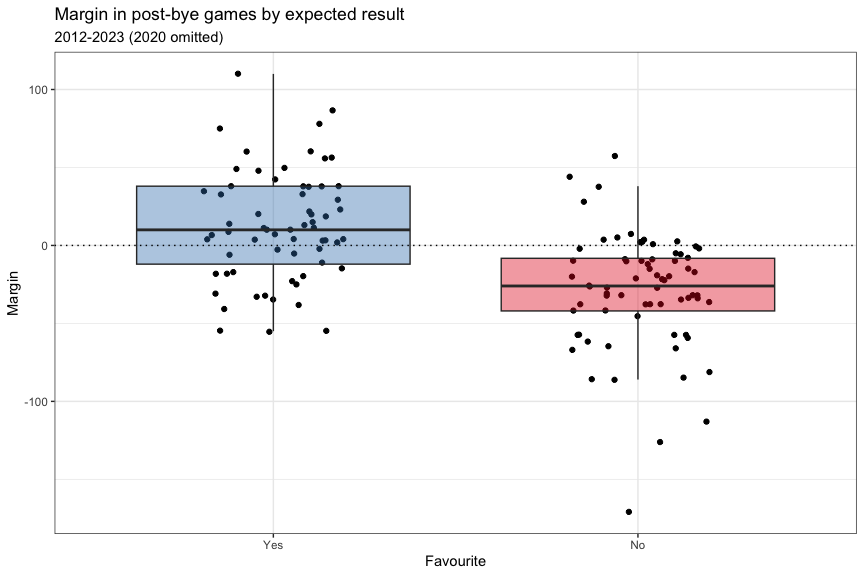 Margin in post-bye games by expected result
2012-2023 (2020 omitted)
100
0
-100
Margin
Yes
No
Favourite